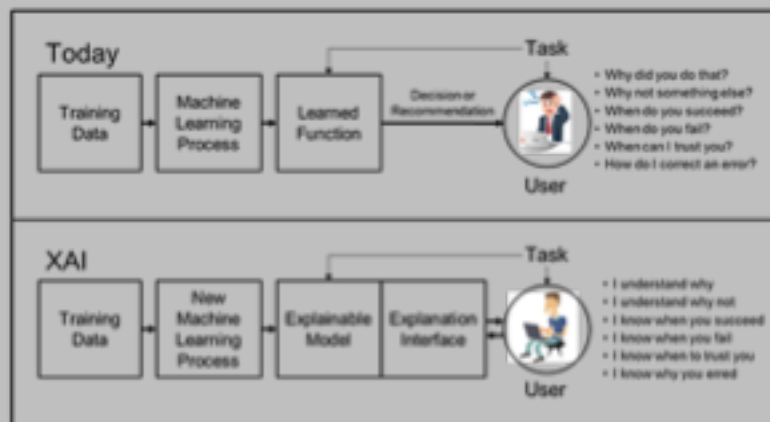 Today
Task
Training
Data
Machine
Learning
Process
Learned
Function
Decision or
Recommendation
User
• Why did you do that?
• Why not something else?
• When do you succeed?
• When do you fail?
• When can I trust you?
• How do I correct an error?
XAI
Task
Training
Data
New
Machine
Learning
Process
Explainable
Model
Explanation
Interface
User
• I understand why
• I understand why not
• I know when you succeed
• I know when you fail
• I know when to trust you
• I know why you erred